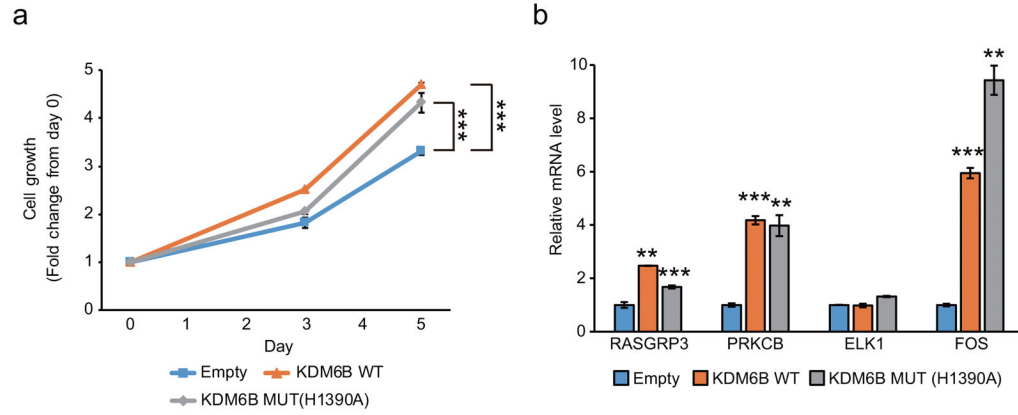 a
Cell growth
(Fold change from day 0)
5
4
3
2
1
0
0 1 2 3 4 5
Day
***
***
Empty KDM6B WT
KDM6B MUT(H1390A)
b
Relative mRNA level
10
8
6
4
2
0
** ***
*** **
*** **
RASGRP3 PRKCB ELK1 FOS
Empty KDM6B WT KDM6B MUT (H1390A)